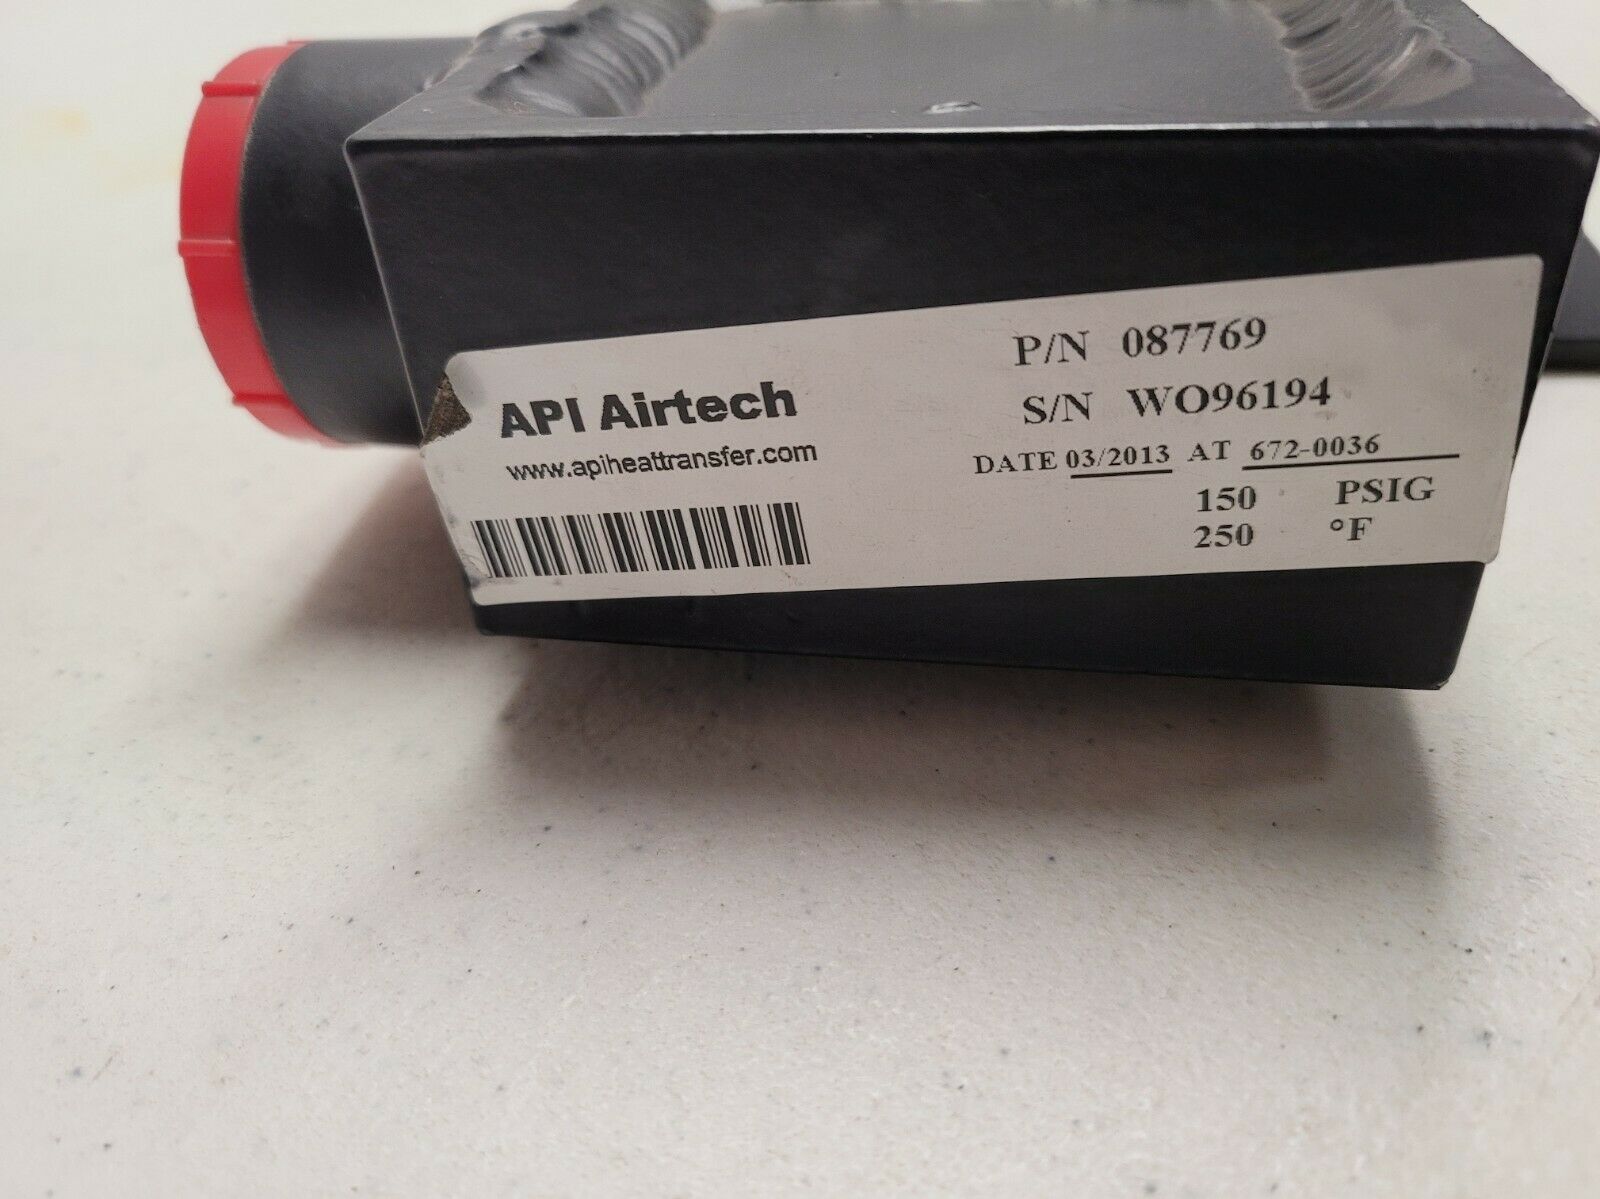 API Airtech
www.apiheattransfer.com
P/N 087769
S/N WO96194
DATE 03/2013 AT 672-0036
150 PSIG
250 °F